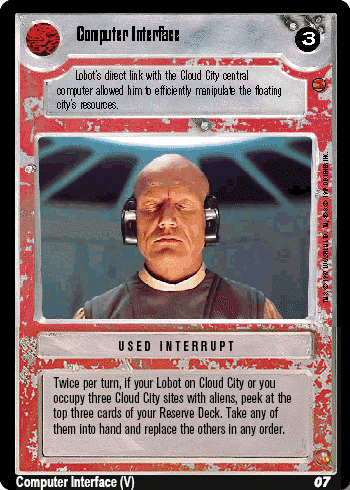 Computer Interface
3
Lobot's direct link with the Cloud City central
computer allowed him to efficiently manipulate the floating
city's resources.
USED INTERRUPT
Twice per turn, if your Lobot on Cloud City or you
occupy three Cloud City sites with aliens, peek at the
top three cards of your Reserve Deck. Take any of
them into hand and replace the others in any order.
Computer Interface (V)
07